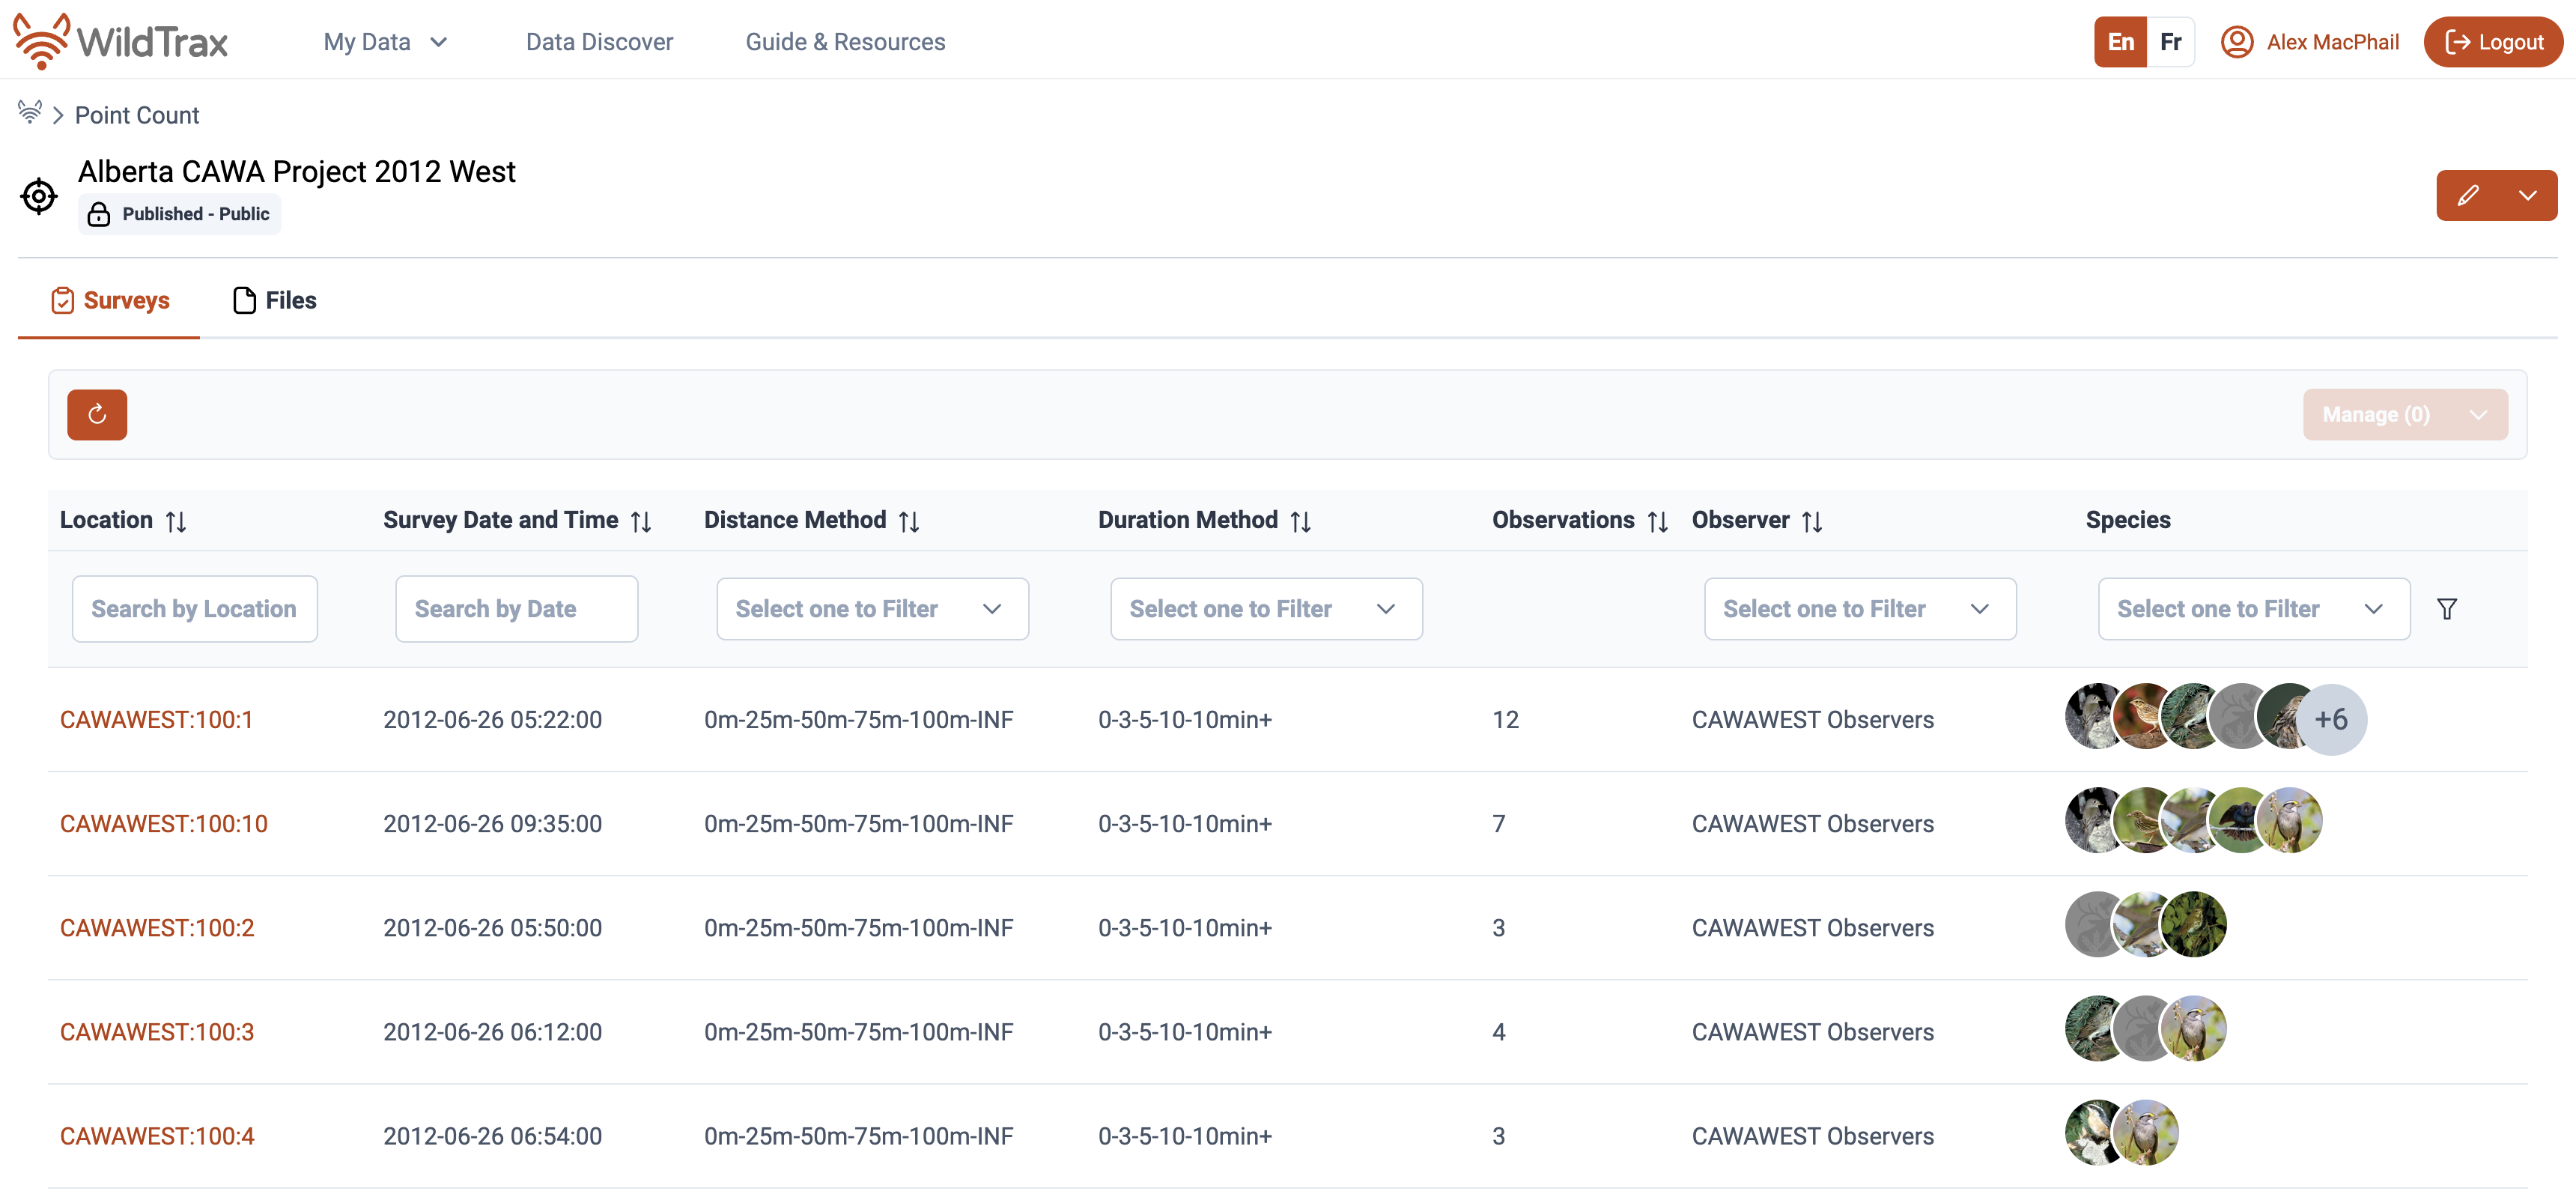 WildTrax My Data Data Discover Guide & Resources En Fr Alex MacPhail Logout
Point Count
Alberta CAWA Project 2012 West
Published - Public
Surveys Files
Manage (0)
Location Survey Date and Time Distance Method Duration Method Observations Observer Species
Search by Location Search by Date Select one to Filter Select one to Filter Select one to Filter Select one to Filter
CAWAWEST:100:1 2012-06-26 05:22:00 0m-25m-50m-75m-100m-INF 0-3-5-10-10min+ 12 CAWAWEST Observers +6
CAWAWEST:100:10 2012-06-26 09:35:00 0m-25m-50m-75m-100m-INF 0-3-5-10-10min+ 7 CAWAWEST Observers
CAWAWEST:100:2 2012-06-26 05:50:00 0m-25m-50m-75m-100m-INF 0-3-5-10-10min+ 3 CAWAWEST Observers
CAWAWEST:100:3 2012-06-26 06:12:00 0m-25m-50m-75m-100m-INF 0-3-5-10-10min+ 4 CAWAWEST Observers
CAWAWEST:100:4 2012-06-26 06:54:00 0m-25m-50m-75m-100m-INF 0-3-5-10-10min+ 3 CAWAWEST Observers